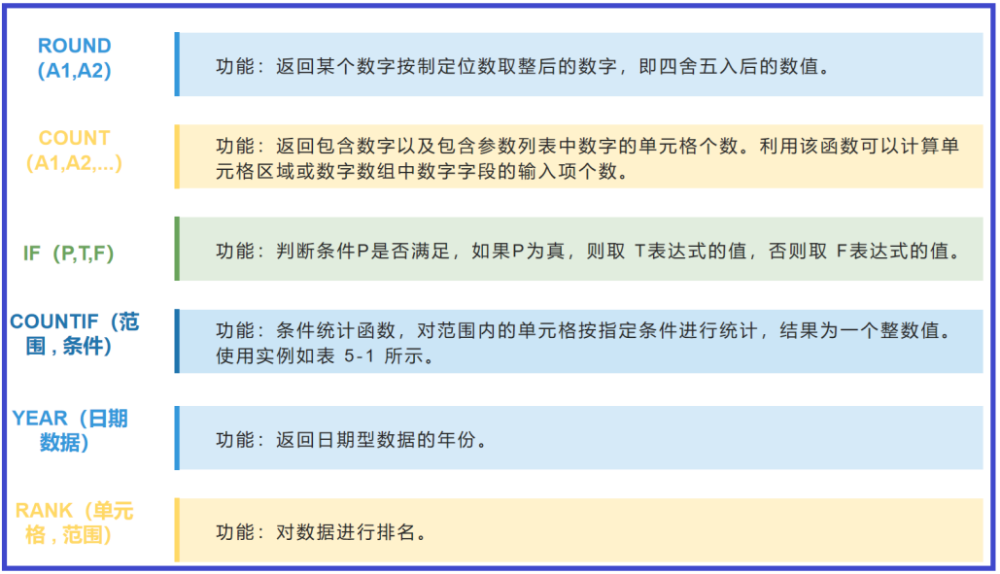 ROUND
(A1,A2)
功能：返回某个数字按制定位数取整后的数字，即四舍五入后的数值。
COUNT
(A1,A2,...)
功能：返回包含数字以及包含参数列表中数字的单元格个数。利用该函数可以计算单
元格区域或数字数组中数字字段的输入项个数。
IF（P,T,F）
功能：判断条件P是否满足，如果P为真，则取 T表达式的值，否则取 F表达式的值。
COUNTIF（范
围 , 条件）
功能：条件统计函数，对范围内的单元格按指定条件进行统计，结果为一个整数值。
使用实例如表 5-1 所示。
YEAR（日期
数据）
功能：返回日期型数据的年份。
RANK（单元
格 , 范围）
功能：对数据进行排名。